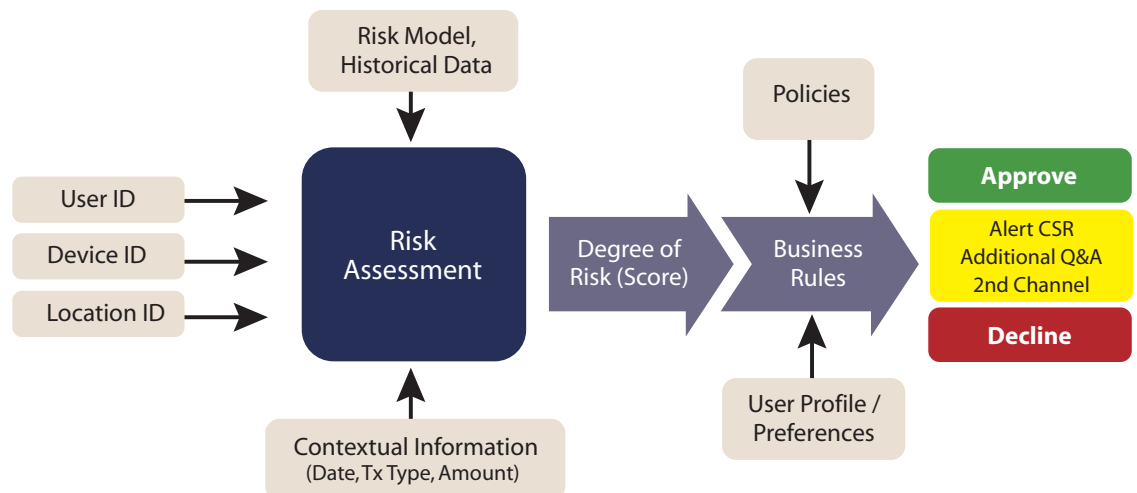 Risk Model,
Historical Data
Policies
User ID
Device ID
Location ID
Risk
Assessment
Degree of
Risk (Score)
Business
Rules
Approve
Alert CSR
Additional Q&A
2nd Channel
Decline
Contextual Information
(Date, Tx Type, Amount)
User Profile /
Preferences